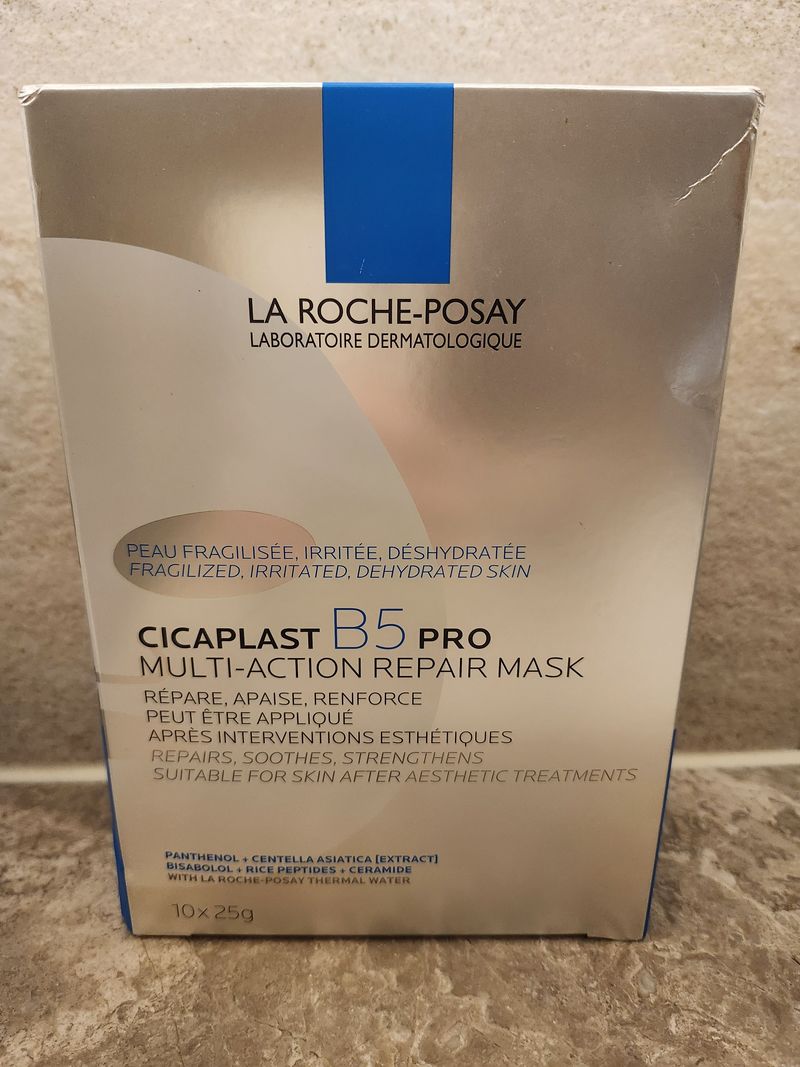 LA ROCHE-POSAY
LABORATOIRE DERMATOLOGIQUE
PEAU FRAGILISÉE, IRRITÉE, DÉSHYDRATÉE
FRAGILIZED, IRRITATED, DEHYDRATED SKIN
CICAPLAST B5 PRO
MULTI-ACTION REPAIR MASK
RÉPARE, APAISE, RENFORCE
PEUT ÊTRE APPLIQUÉ
APRÈS INTERVENTIONS ESTHÉTIQUES
REPAIRS, SOOTHES, STRENGTHENS
SUITABLE FOR SKIN AFTER AESTHETIC TREATMENTS
PANTHENOL + CENTELLA ASIATICA [EXTRACT]
BISABOLOL + RICE PEPTIDES + CERAMIDE
WITH LA ROCHE-POSAY THERMAL WATER
10x25g